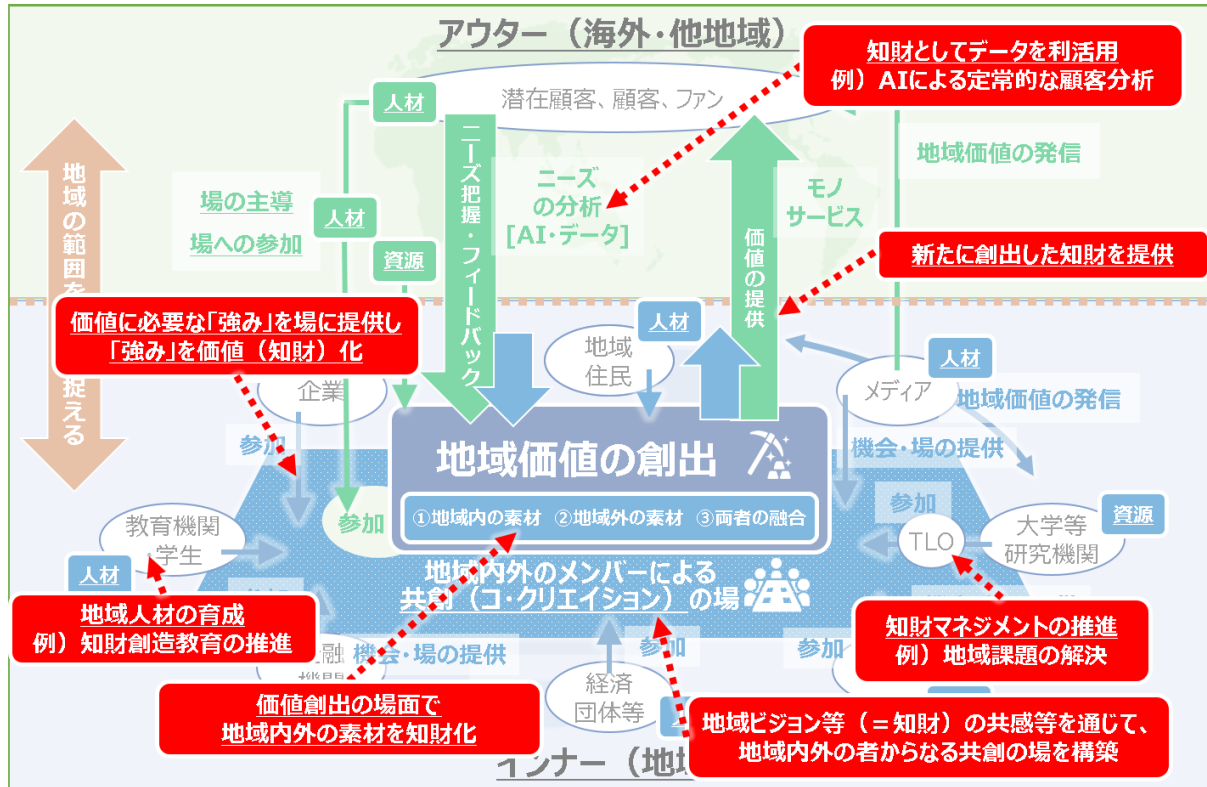 アウター（海外・他地域）
知財としてデータを利活用
例）AIによる定常的な顧客分析
潜在顧客、顧客、ファン
人材
地域の範囲を
捉える
場の主導
場への参加
人材
資源
ニーズ把握・フィードバック
ニーズ
の分析
[AI・データ]
価値の提供
モノ
サービス
地域価値の発信
新たに創出した知財を提供
価値に必要な「強み」を場に提供し
「強み」を価値（知財）化
企業
参加
地域
住民
人材
メディア
人材
地域価値の発信
機会・場の提供
地域価値の創出
①地域内の素材 ②地域外の素材 ③両者の融合
参加
参加
教育機関
・学生
人材
TLO
大学等
研究機関
資源
地域内外のメンバーによる
共創（コ・クリエイション）の場
参加
地域人材の育成
例）知財創造教育の推進
知財マネジメントの推進
例）地域課題の解決
融
機会・場の提供
参加
参加
経済
団体等
価値創出の場面で
地域内外の素材を知財化
地域ビジョン等（＝知財）の共感等を通じて、
地域内外の者からなる共創の場を構築
インナー（地